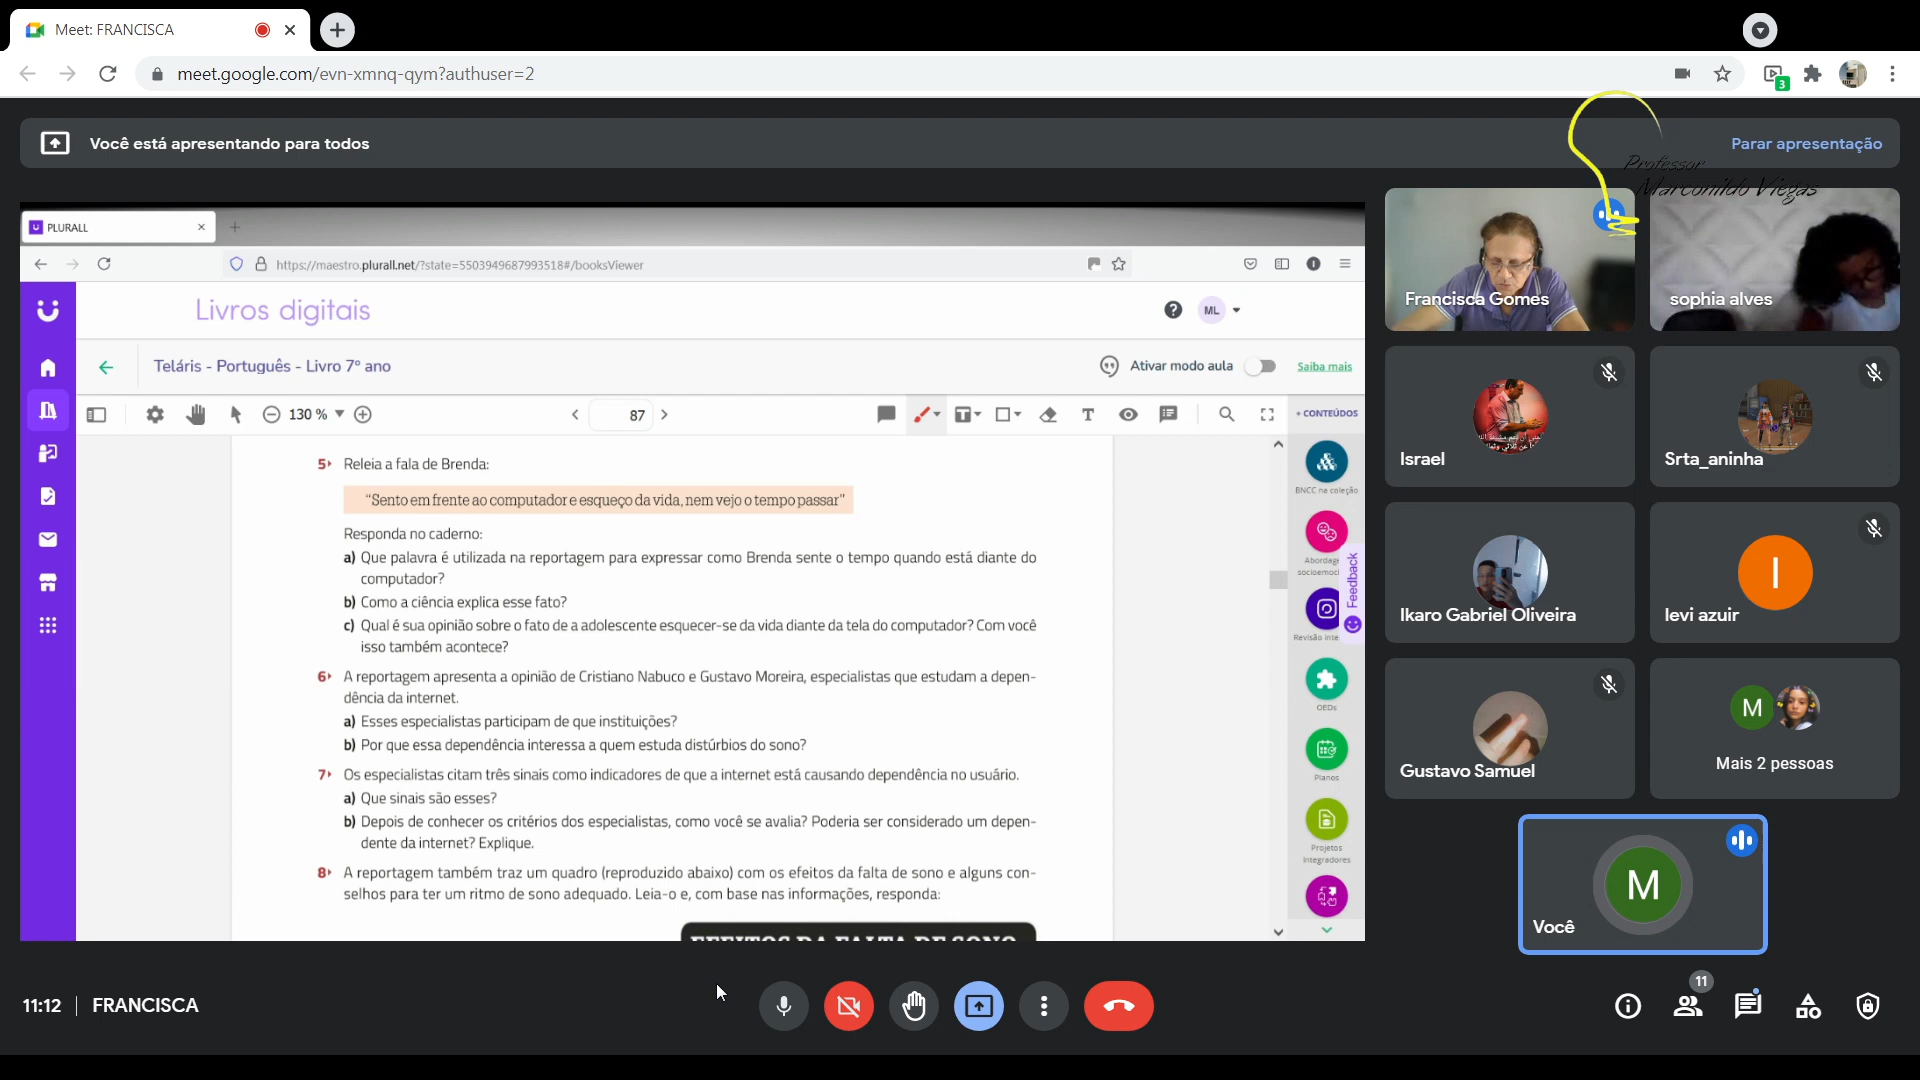 Meet: FRANCISCA
meet.google.com/evn-xmnq-qym?authuser=2
3
Você está apresentando para todos
Parar apresentação
Professor
Marconildo Viegas
PLURALL
https://maestro.plurall.net/?state=5503949687993518#/booksViewer
Livros digitais
ML
Teláris - Português - Livro 7º ano
Ativar modo aula
Saiba mais
130 %
87
+ CONTEÚDOS
5 Releia a fala de Brenda:
“Sento em frente ao computador e esqueço da vida, nem vejo o tempo passar”
Responda no caderno:
a) Que palavra é utilizada na reportagem para expressar como Brenda sente o tempo quando está diante do
computador?
b) Como a ciência explica esse fato?
c) Qual é sua opinião sobre o fato de a adolescente esquecer-se da vida diante da tela do computador? Com você
isso também acontece?
6 A reportagem apresenta a opinião de Cristiano Nabuco e Gustavo Moreira, especialistas que estudam a depen-
dência da internet.
a) Esses especialistas participam de que instituições?
b) Por que essa dependência interessa a quem estuda distúrbios do sono?
7 Os especialistas citam três sinais como indicadores de que a internet está causando dependência no usuário.
a) Que sinais são esses?
b) Depois de conhecer os critérios dos especialistas, como você se avalia? Poderia ser considerado um depen-
dente da internet? Explique.
8 A reportagem também traz um quadro (reproduzido abaixo) com os efeitos da falta de sono e alguns con-
selhos para ter um ritmo de sono adequado. Leia-o e, com base nas informações, responda:
EFEITOS DA FALTA DE SONO
BNCC na coleção
Abordage
socioemoci
Revisão inte
OEDs
Planos
Projetos
Integradores
Feedback
Francisca Gomes
sophia alves
Israel
Srta_aninha
Ikaro Gabriel Oliveira
I
levi azuir
Gustavo Samuel
M
Mais 2 pessoas
M
Você
11:12 | FRANCISCA
11